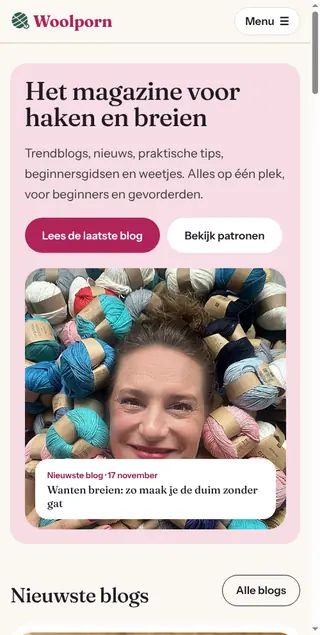 Woolporn
Menu
Het magazine voor
haken en breien
Trendblogs, nieuws, praktische tips,
beginnersgidsen en weetjes. Alles op één plek,
voor beginners en gevorderden.
Lees de laatste blog
Bekijk patronen
Nieuwste blog · 17 november
Wanten breien: zo maak je de duim zonder
gat
Nieuwste blogs
Alle blogs